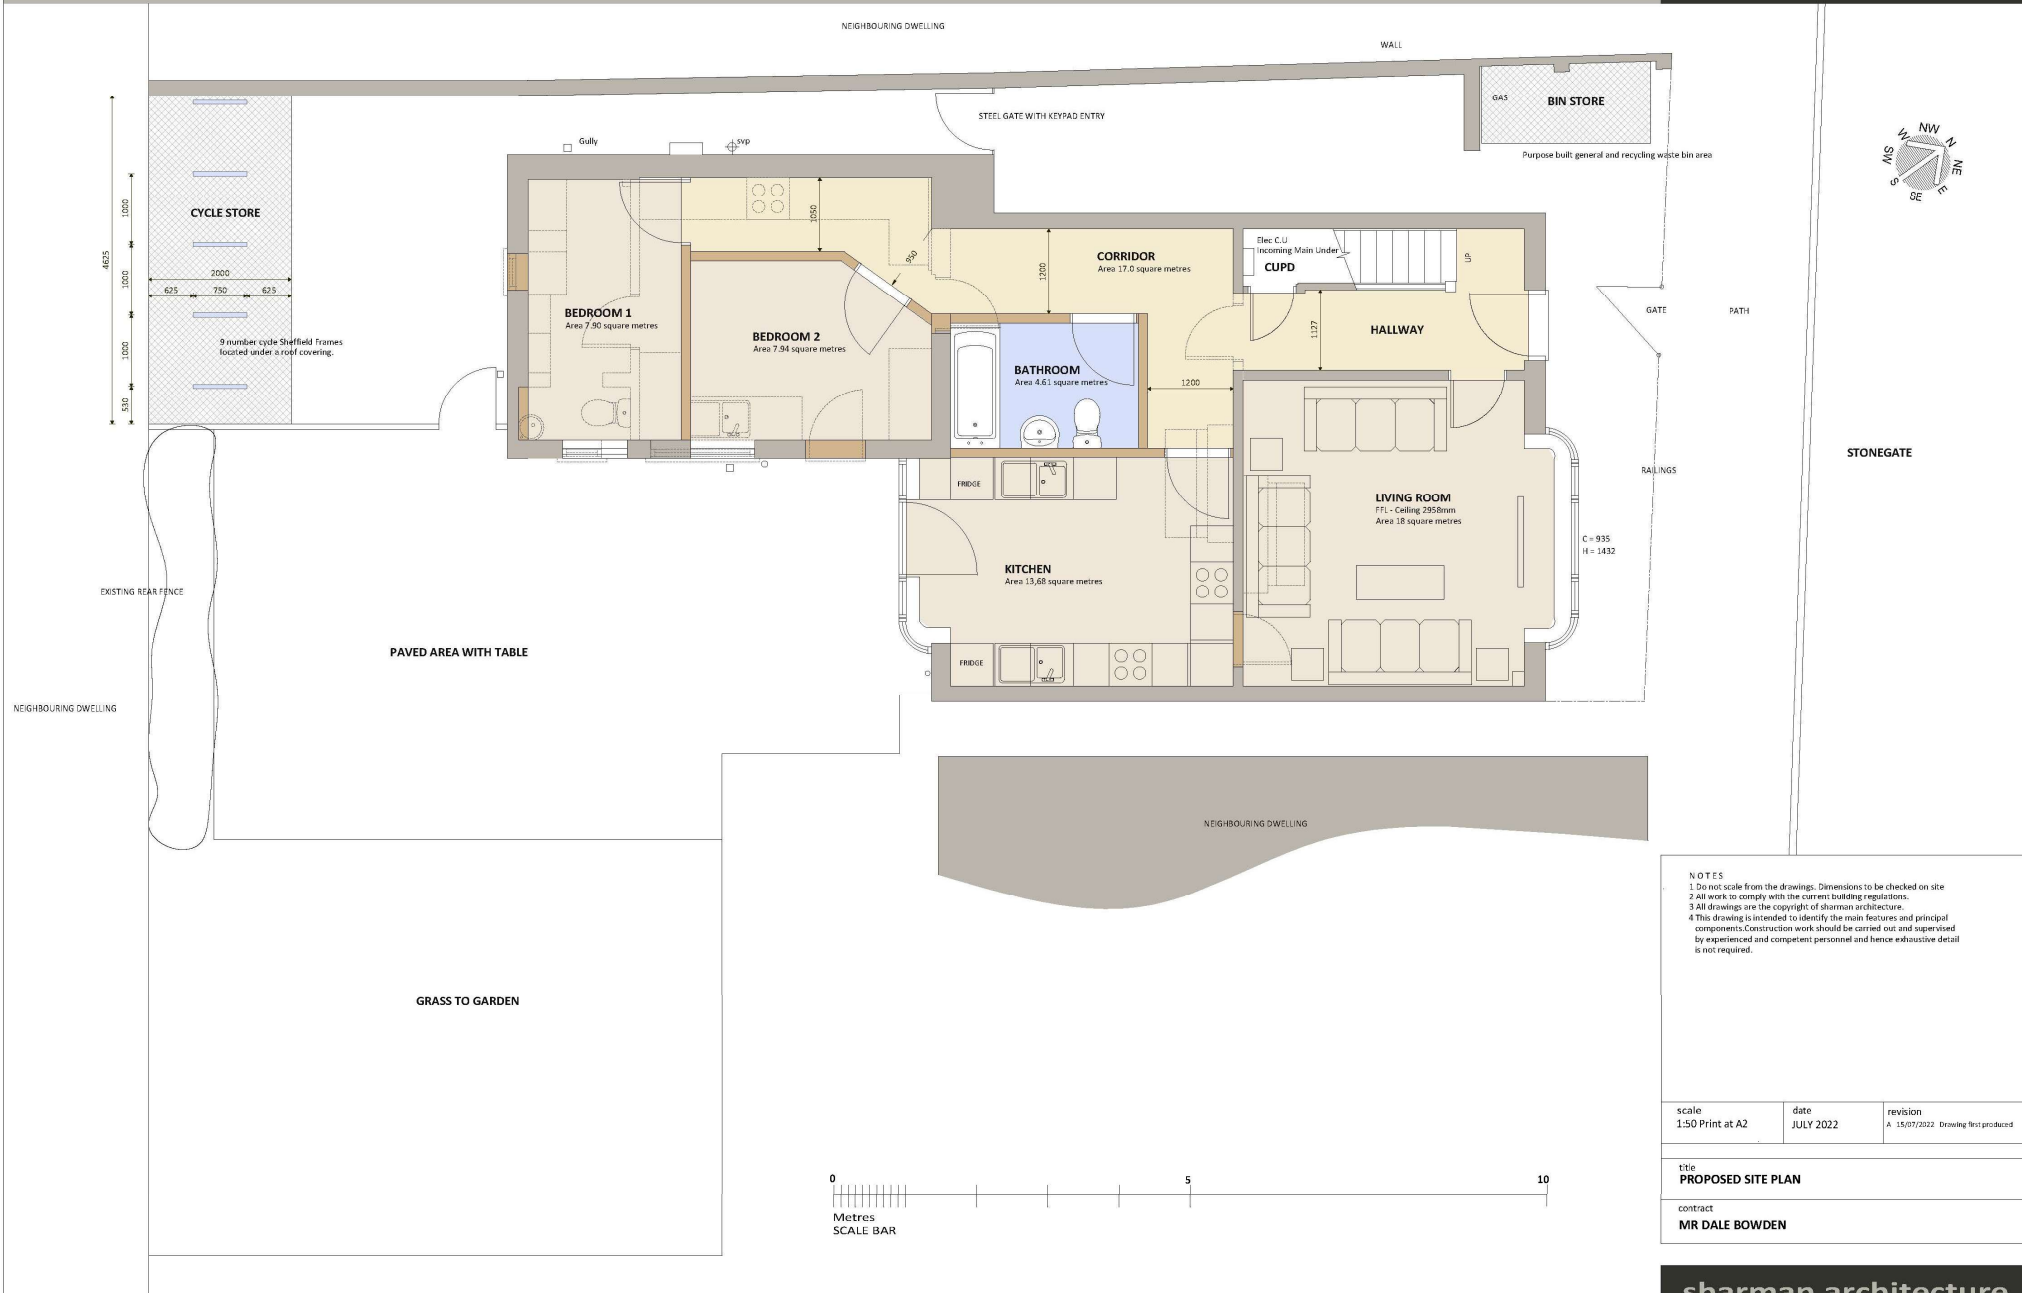 NEIGHBOURING DWELLING
WALL
GAS
BIN STORE
Purpose built general and recycling waste bin area
STEEL GATE WITH KEYPAD ENTRY
Gully
svp
NW
N
NE
E
SE
S
SW
W
CYCLE STORE
4625
1000
1000
1000
530
2000
625
750
625
9 number cycle Sheffield Frames
located under a roof covering.
BEDROOM 1
Area 7.90 square metres
BEDROOM 2
Area 7.94 square metres
1050
950
1200
CORRIDOR
Area 17.0 square metres
Elec C.U
Incoming Main Under
CUPD
UP
HALLWAY
1127
1200
BATHROOM
Area 4.61 square metres
GATE
PATH
STONEGATE
RAILINGS
LIVING ROOM
FFL - Ceiling 2958mm
Area 18 square metres
C = 935
H = 1432
FRIDGE
KITCHEN
Area 13,68 square metres
FRIDGE
EXISTING REAR FENCE
PAVED AREA WITH TABLE
NEIGHBOURING DWELLING
NEIGHBOURING DWELLING
GRASS TO GARDEN
0
5
10
Metres
SCALE BAR
NOTES
1 Do not scale from the drawings. Dimensions to be checked on site
2 All work to comply with the current building regulations.
3 All drawings are the copyright of sharman architecture.
4 This drawing is intended to identify the main features and principal
components.Construction work should be carried out and supervised
by experienced and competent personnel and hence exhaustive detail
is not required.
scale
1:50 Print at A2
date
JULY 2022
revision
A 15/07/2022 Drawing first produced
title
PROPOSED SITE PLAN
contract
MR DALE BOWDEN
sharman architecture